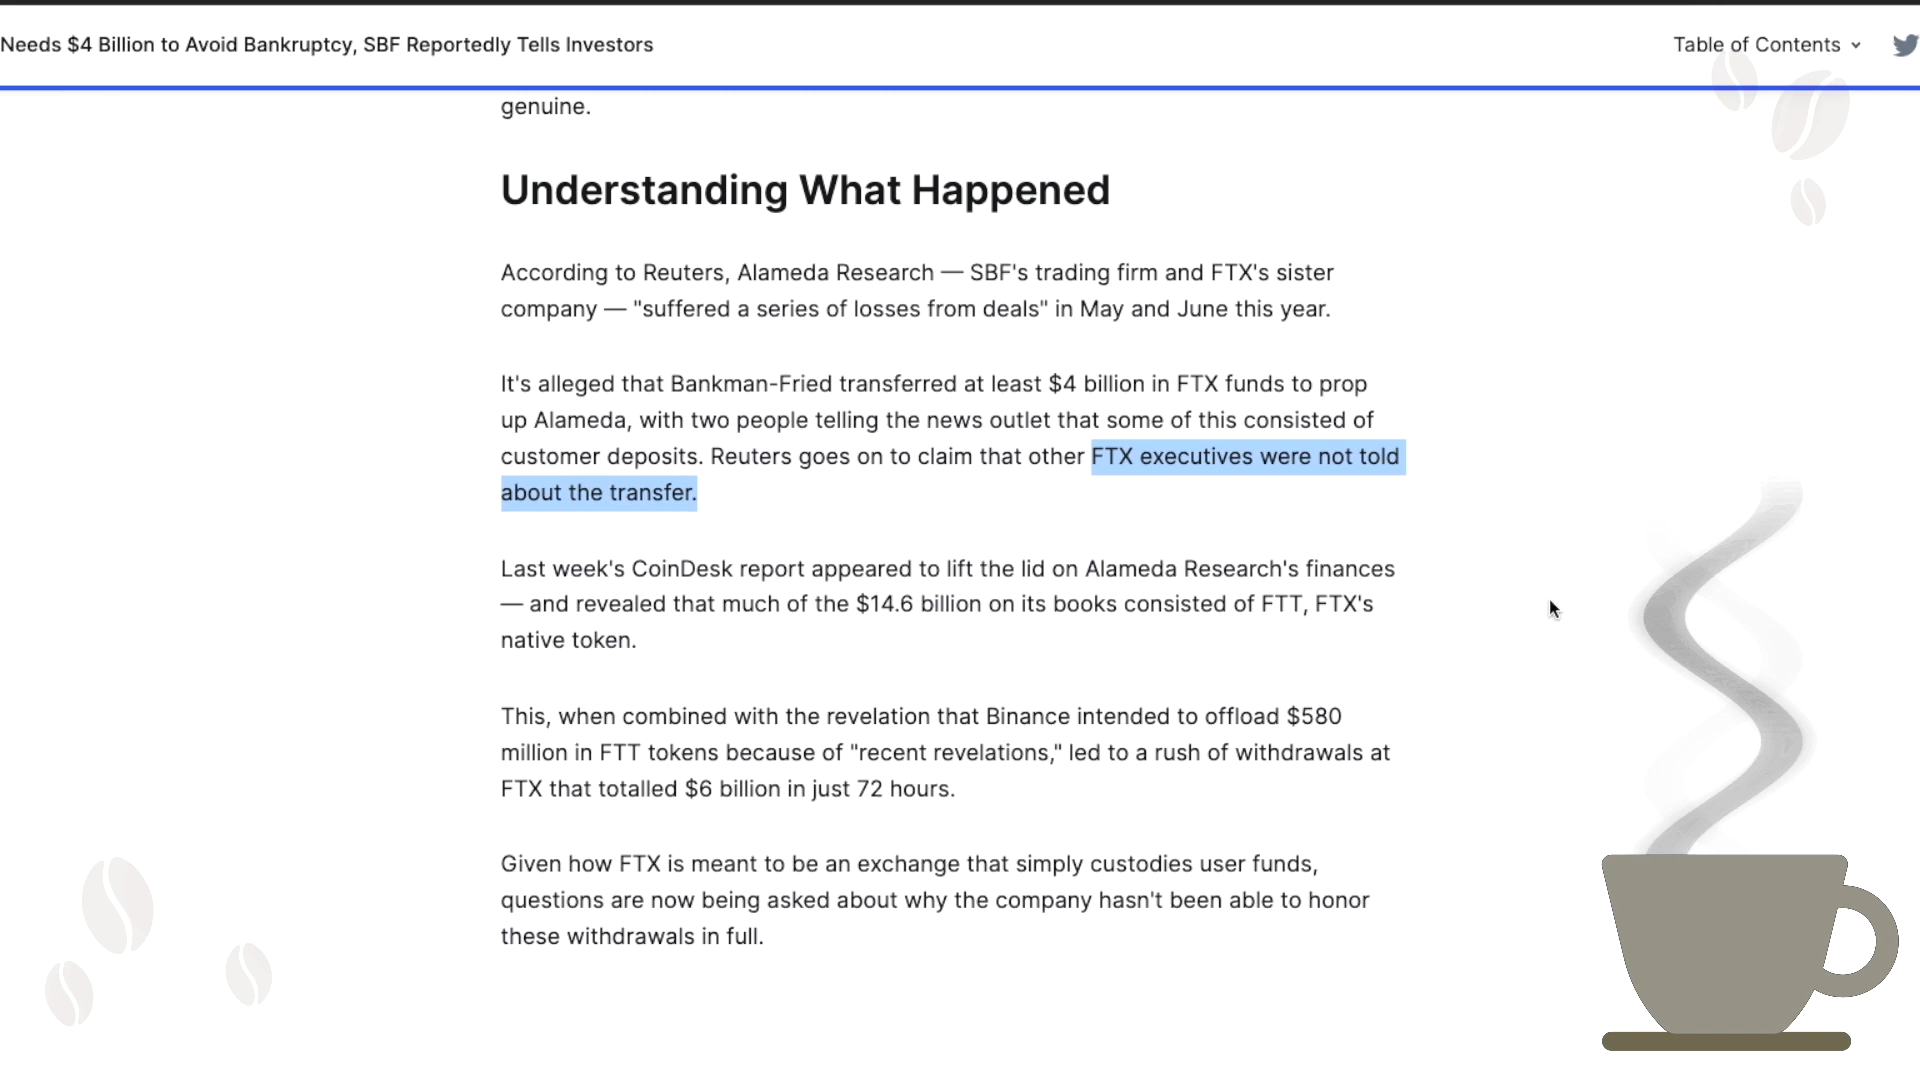 Needs $4 Billion to Avoid Bankruptcy, SBF Reportedly Tells Investors
Table of Contents
genuine.
Understanding What Happened
According to Reuters, Alameda Research — SBF's trading firm and FTX's sister
company — "suffered a series of losses from deals" in May and June this year.
It's alleged that Bankman-Fried transferred at least $4 billion in FTX funds to prop
up Alameda, with two people telling the news outlet that some of this consisted of
customer deposits. Reuters goes on to claim that other FTX executives were not told
about the transfer.
Last week's CoinDesk report appeared to lift the lid on Alameda Research's finances
— and revealed that much of the $14.6 billion on its books consisted of FTT, FTX's
native token.
This, when combined with the revelation that Binance intended to offload $580
million in FTT tokens because of "recent revelations," led to a rush of withdrawals at
FTX that totalled $6 billion in just 72 hours.
Given how FTX is meant to be an exchange that simply custodies user funds,
questions are now being asked about why the company hasn't been able to honor
these withdrawals in full.